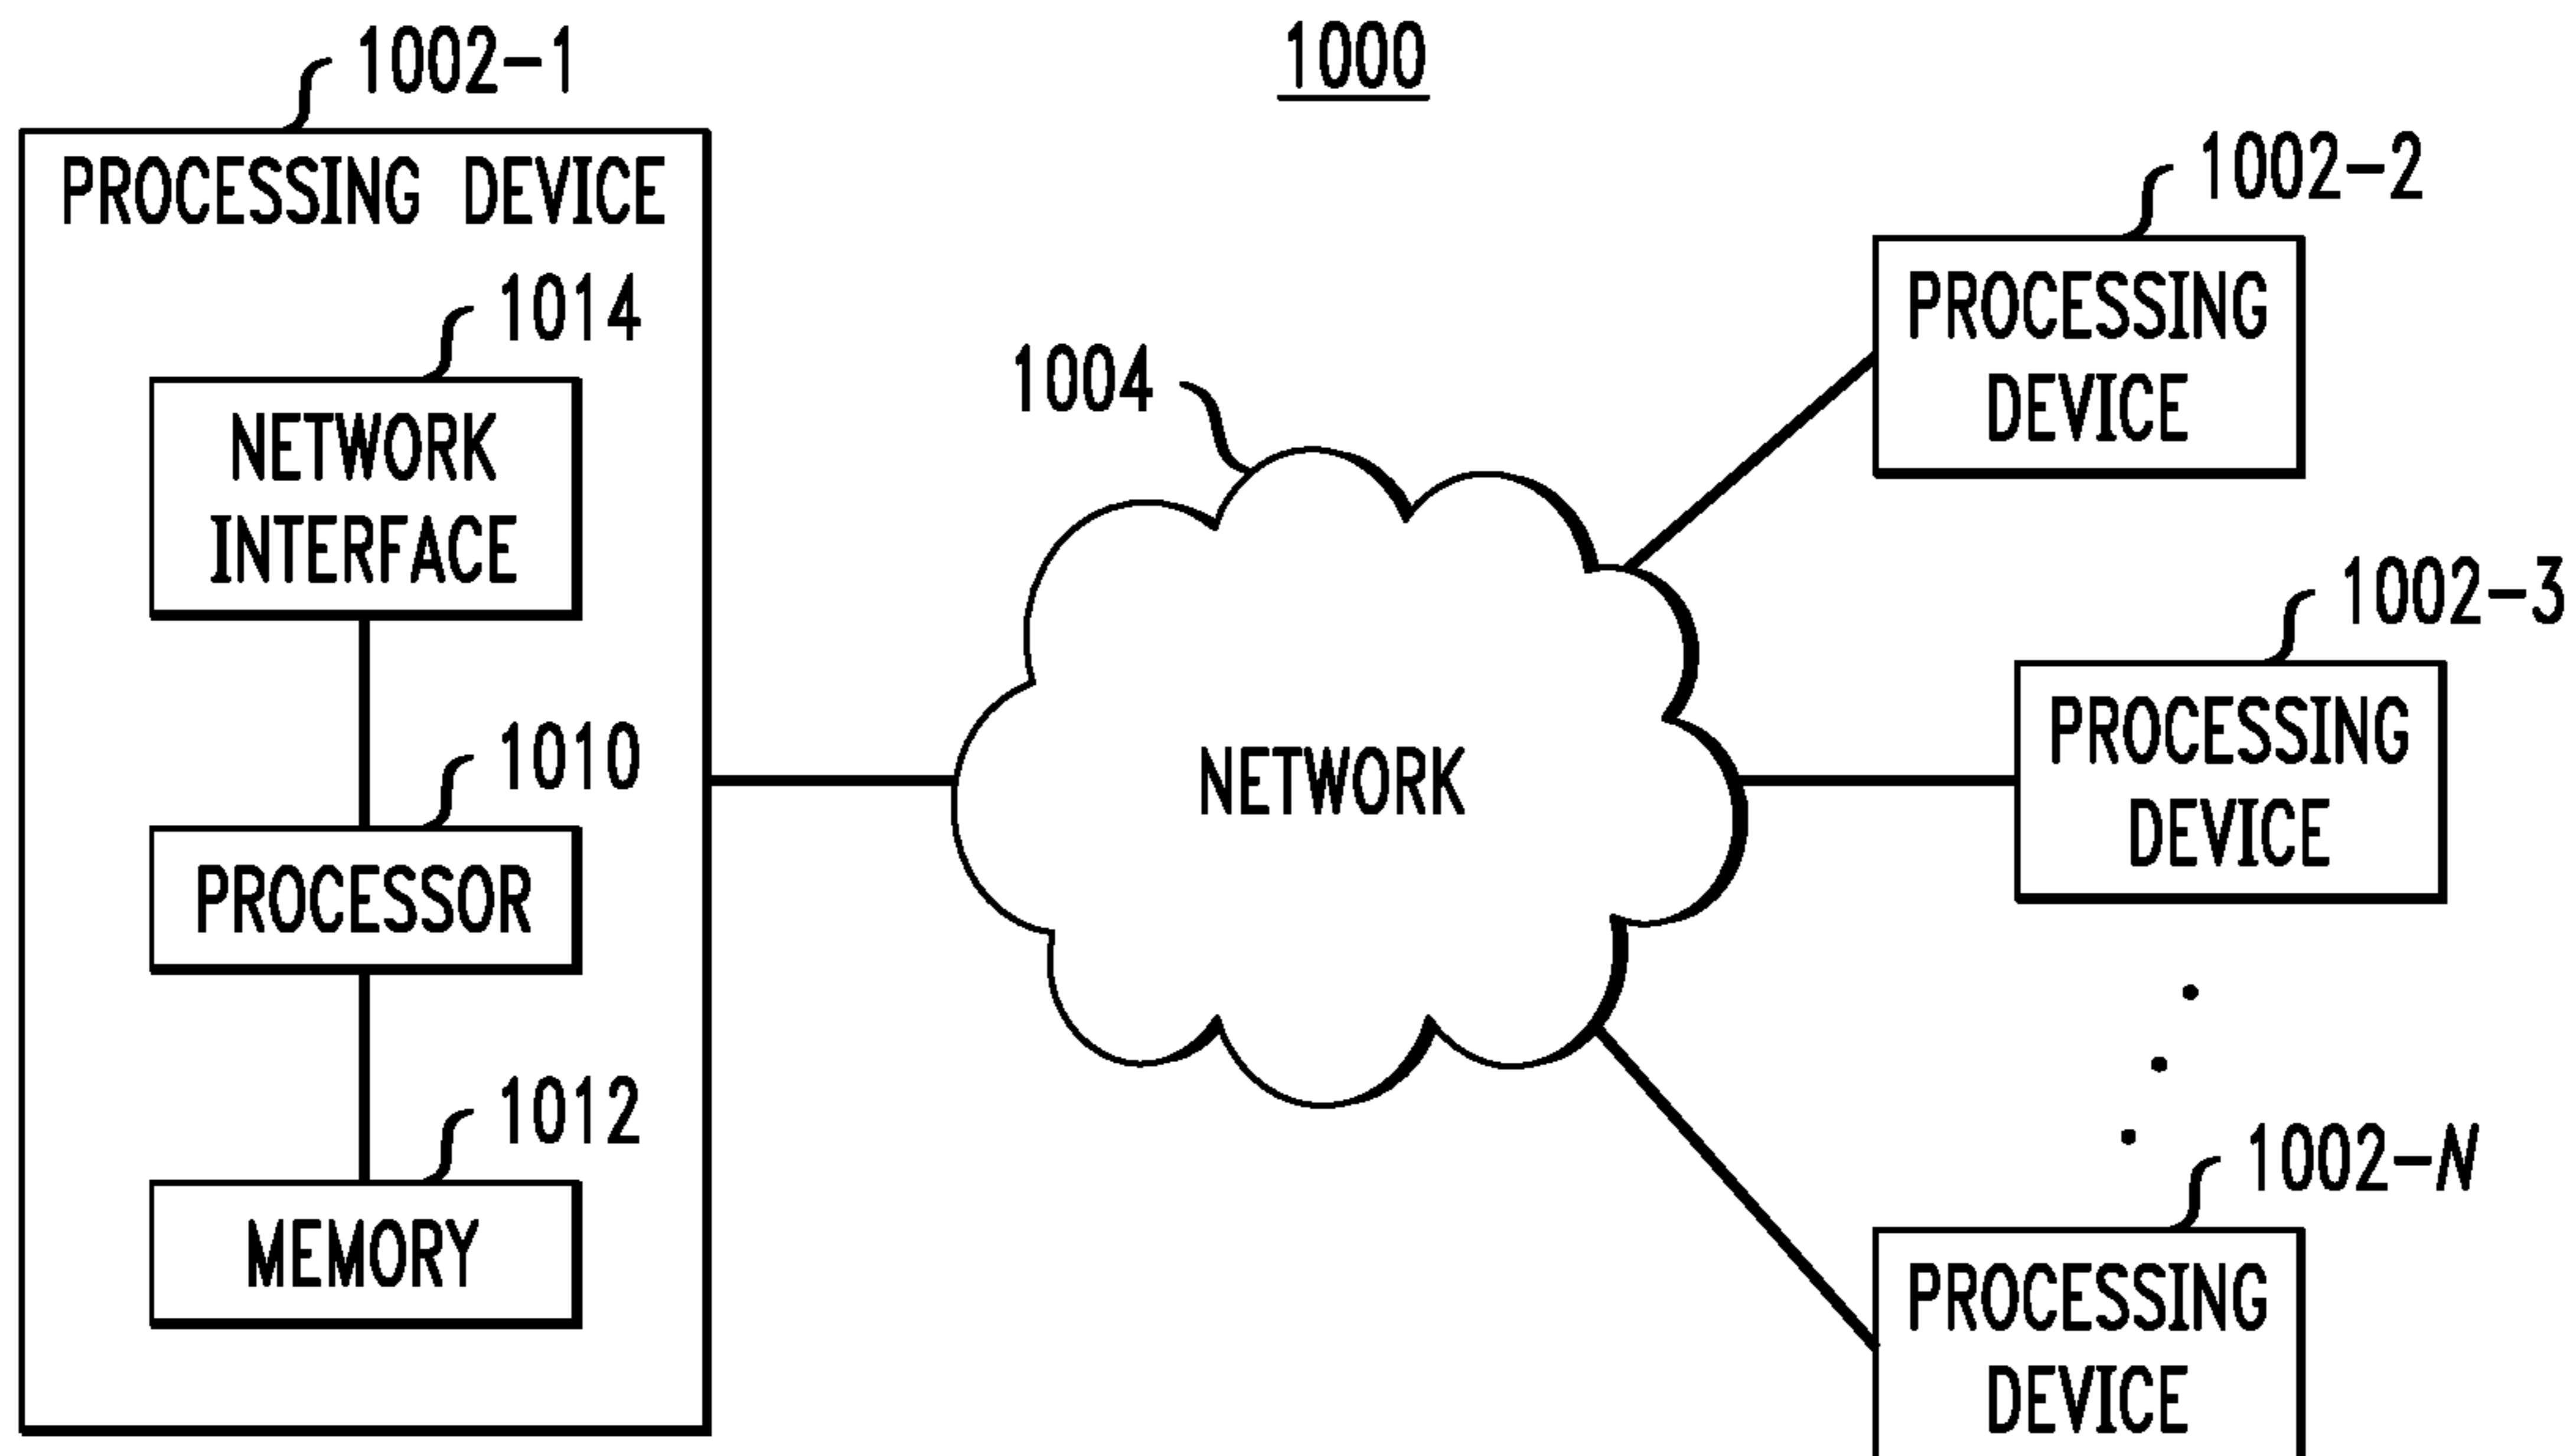 1000
1002-1
PROCESSING DEVICE
1014
NETWORK
INTERFACE
1010
PROCESSOR
1012
MEMORY
1004
NETWORK
1002-2
PROCESSING
DEVICE
1002-3
PROCESSING
DEVICE
1002-N
PROCESSING
DEVICE